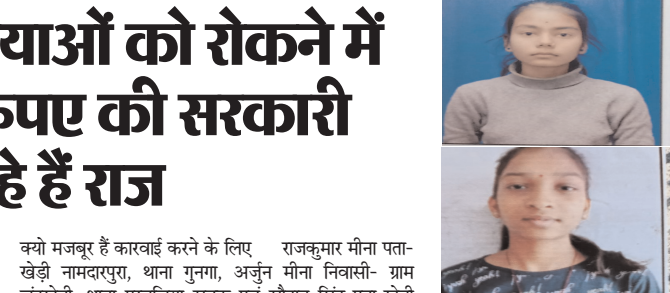 याओं को रोकने में
रुपए की सरकारी
हे हैं राज
क्यो मजबूर हैं कारवाई करने के लिए राजकुमार मीना पता-
खेड़ी नामदारपुरा, थाना गुनगा, अर्जुन मीना निवासी- ग्राम